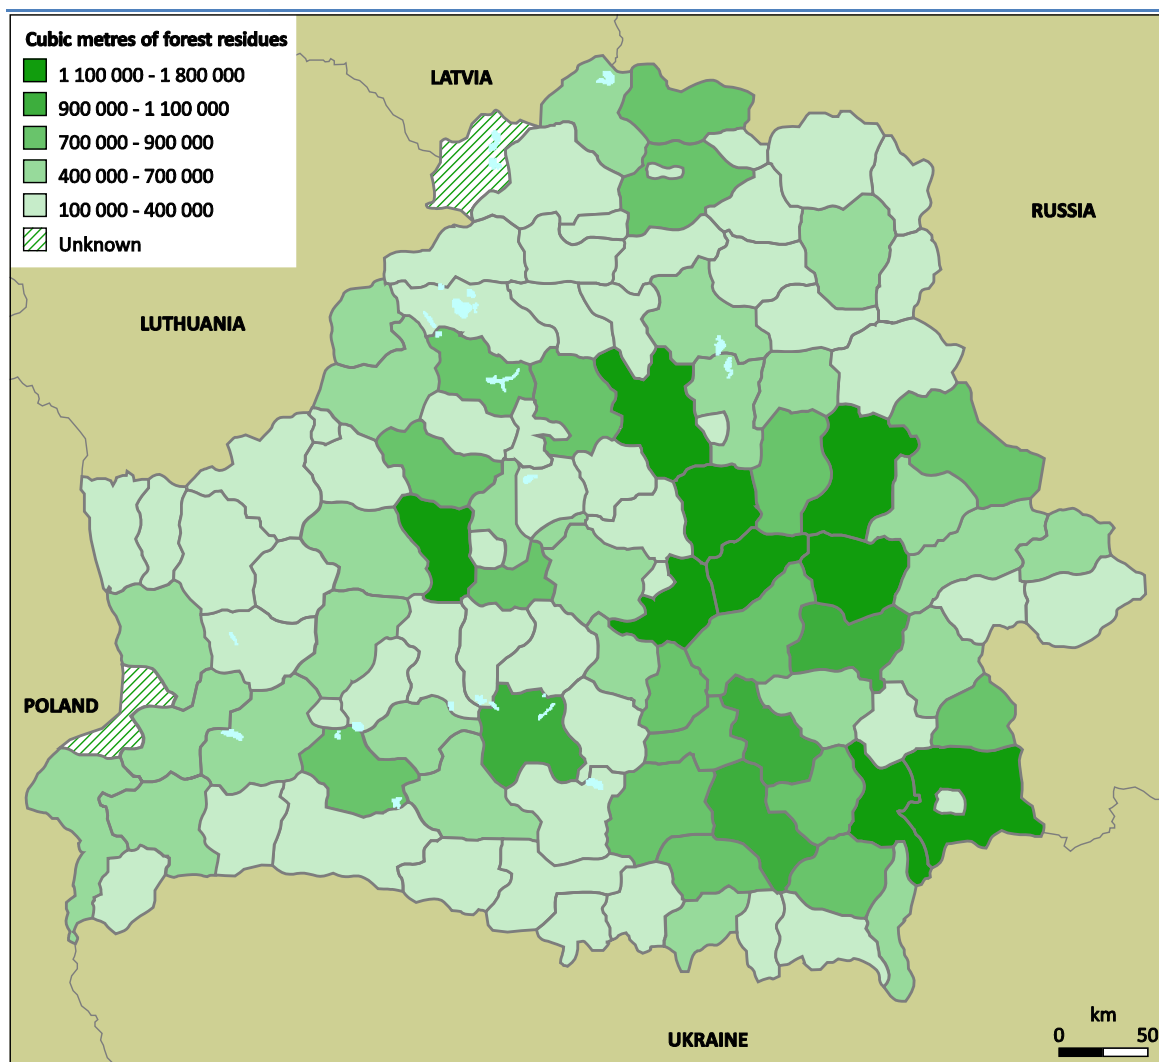 Cubic metres of forest residues
1 100 000 - 1 800 000
900 000 - 1 100 000
700 000 - 900 000
400 000 - 700 000
100 000 - 400 000
Unknown
LATVIA
RUSSIA
LUTHUANIA
POLAND
UKRAINE
km
0 50